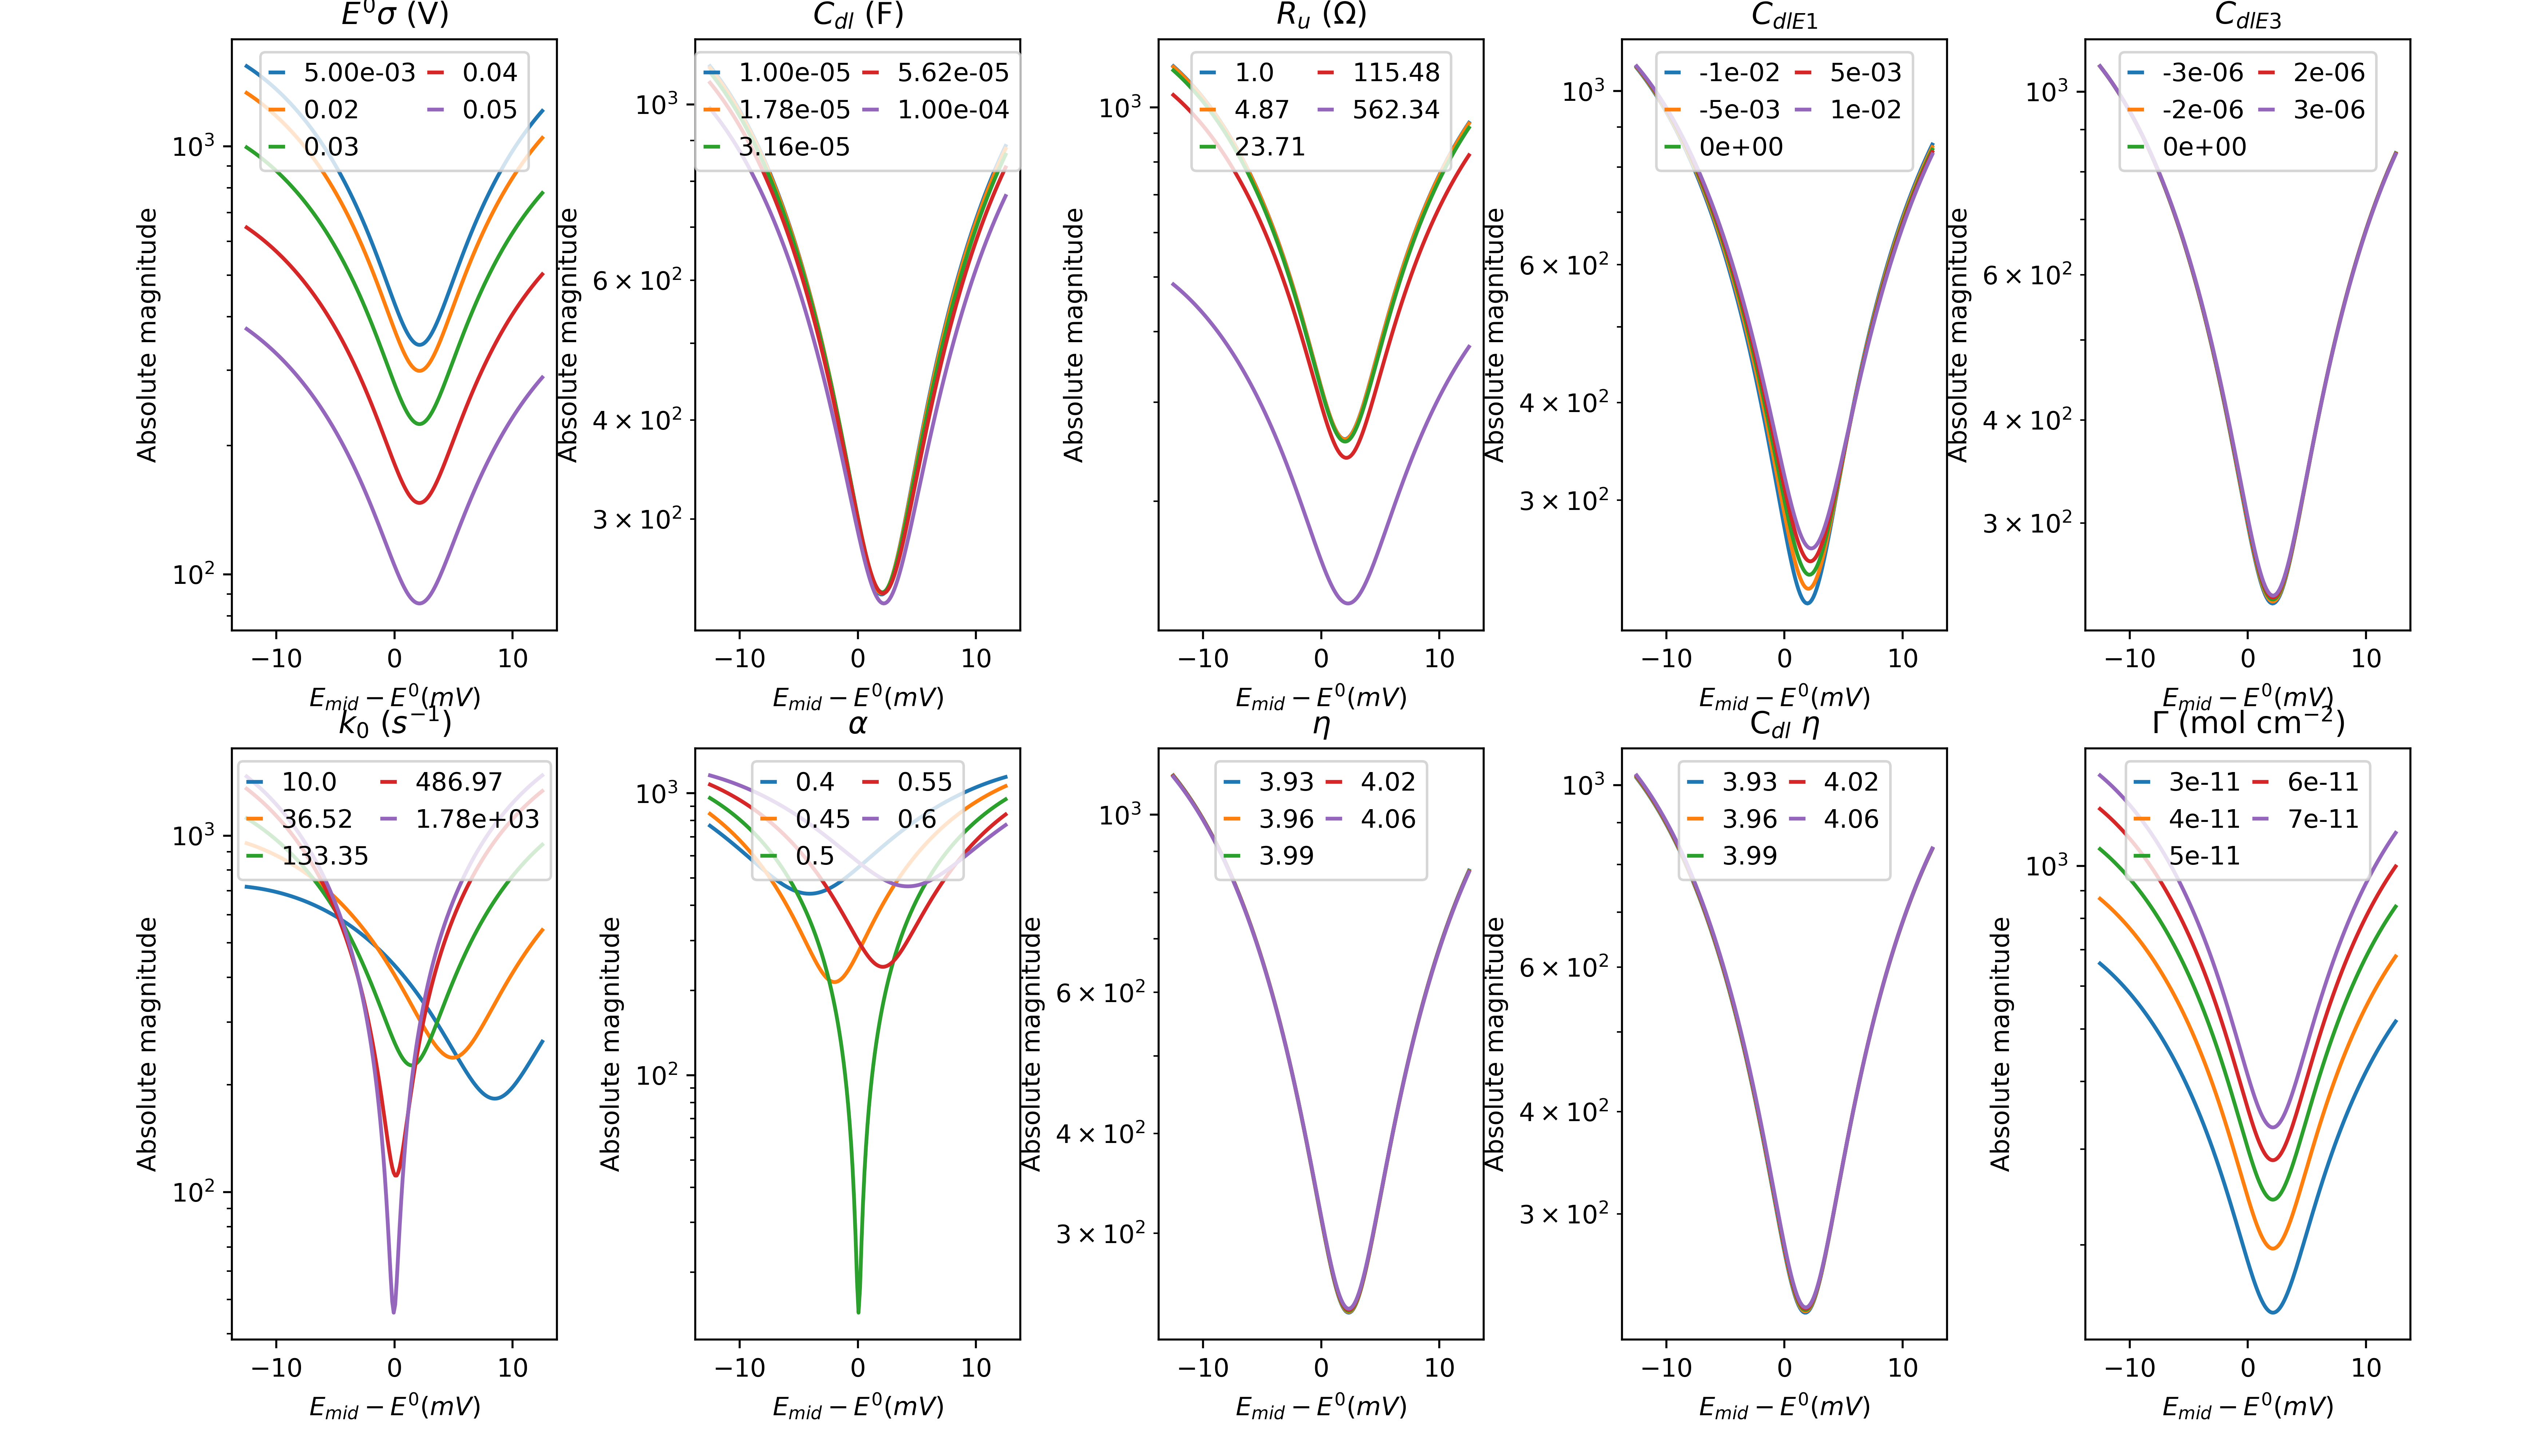 E⁰σ (V)
5.00e-03 0.04
0.02 0.05
0.03
10³
10²
Absolute magnitude
−10 0 10
E_mid − E⁰(mV)
C_dl (F)
1.00e-05 5.62e-05
1.78e-05 1.00e-04
3.16e-05
10³
6 × 10²
4 × 10²
3 × 10²
Absolute magnitude
−10 0 10
E_mid − E⁰(mV)
R_u (Ω)
1.0 115.48
4.87 562.34
23.71
10³
Absolute magnitude
−10 0 10
E_mid − E⁰(mV)
C_dlE1
-1e-02 5e-03
-5e-03 1e-02
0e+00
10³
6 × 10²
4 × 10²
3 × 10²
Absolute magnitude
−10 0 10
E_mid − E⁰(mV)
C_dlE3
-3e-06 2e-06
-2e-06 3e-06
0e+00
10³
6 × 10²
4 × 10²
3 × 10²
Absolute magnitude
−10 0 10
E_mid − E⁰(mV)
k₀ (s⁻¹)
10.0 486.97
36.52 1.78e+03
133.35
10³
10²
Absolute magnitude
−10 0 10
E_mid − E⁰(mV)
α
0.4 0.55
0.45 0.6
0.5
10³
10²
Absolute magnitude
−10 0 10
E_mid − E⁰(mV)
η
3.93 4.02
3.96 4.06
3.99
10³
6 × 10²
4 × 10²
3 × 10²
Absolute magnitude
−10 0 10
E_mid − E⁰(mV)
C_dl η
3.93 4.02
3.96 4.06
3.99
10³
6 × 10²
4 × 10²
3 × 10²
Absolute magnitude
−10 0 10
E_mid − E⁰(mV)
Γ (mol cm⁻²)
3e-11 6e-11
4e-11 7e-11
5e-11
10³
Absolute magnitude
−10 0 10
E_mid − E⁰(mV)